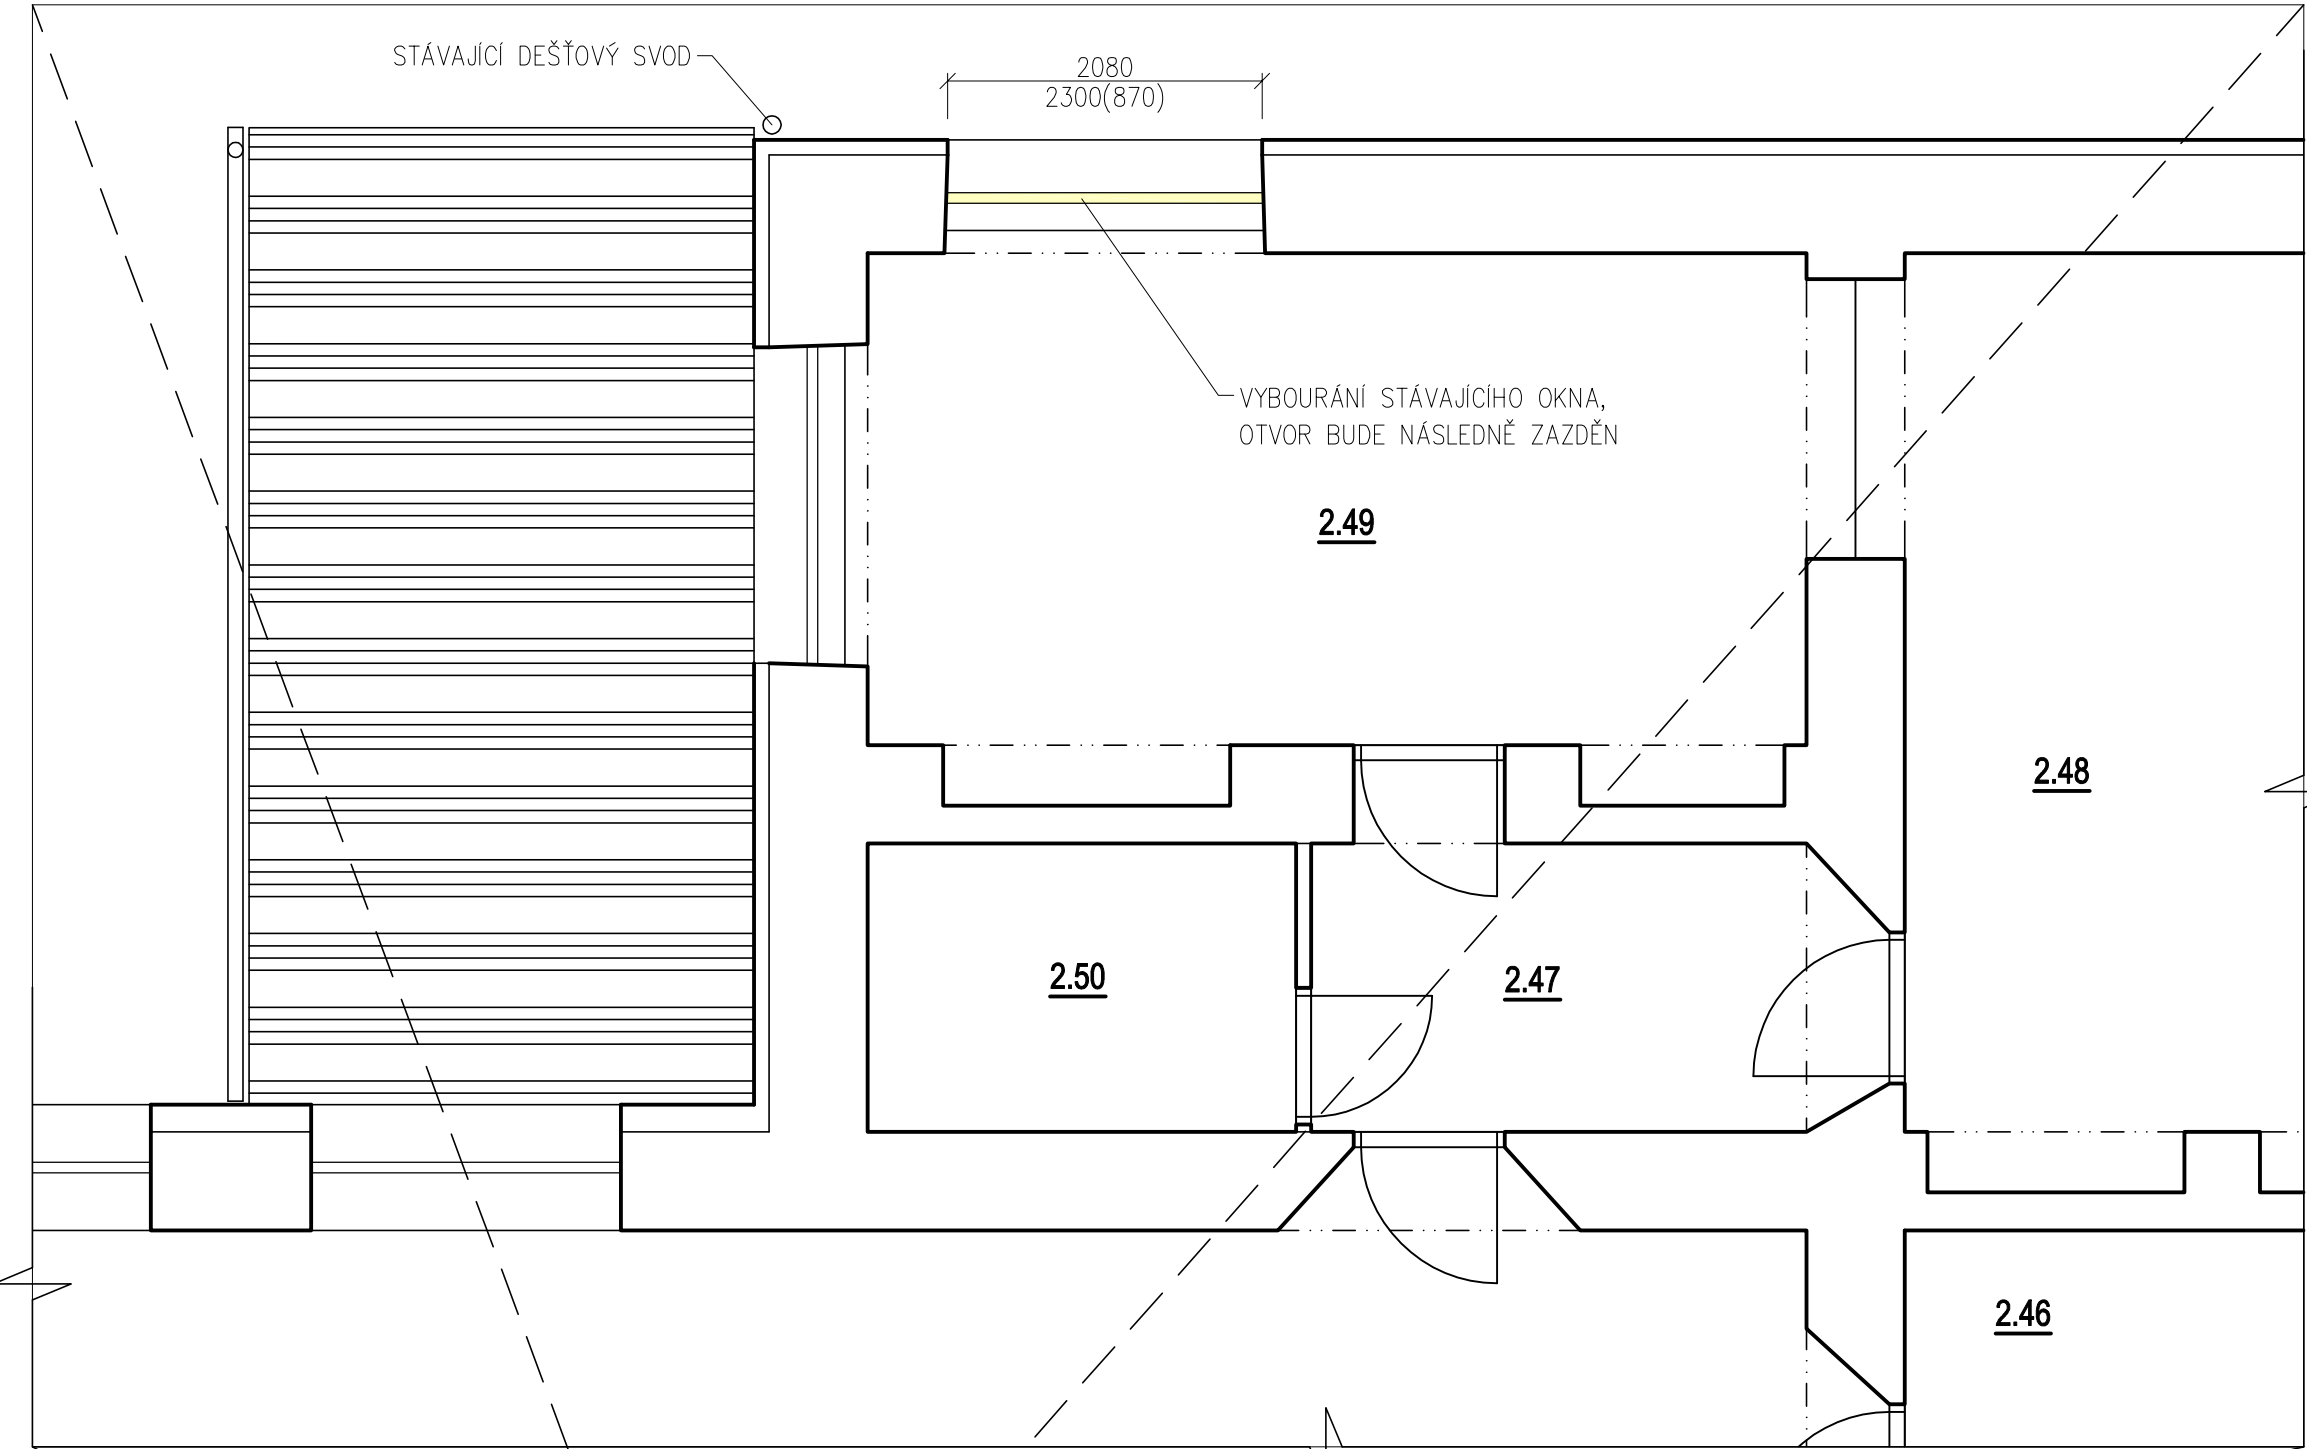 STÁVAJÍCÍ DEŠŤOVÝ SVOD
2080
2300(870)
VYBOURÁNÍ STÁVAJÍCÍHO OKNA,
OTVOR BUDE NÁSLEDNĚ ZAZDĚN
2.49
2.48
2.50
2.47
2.46